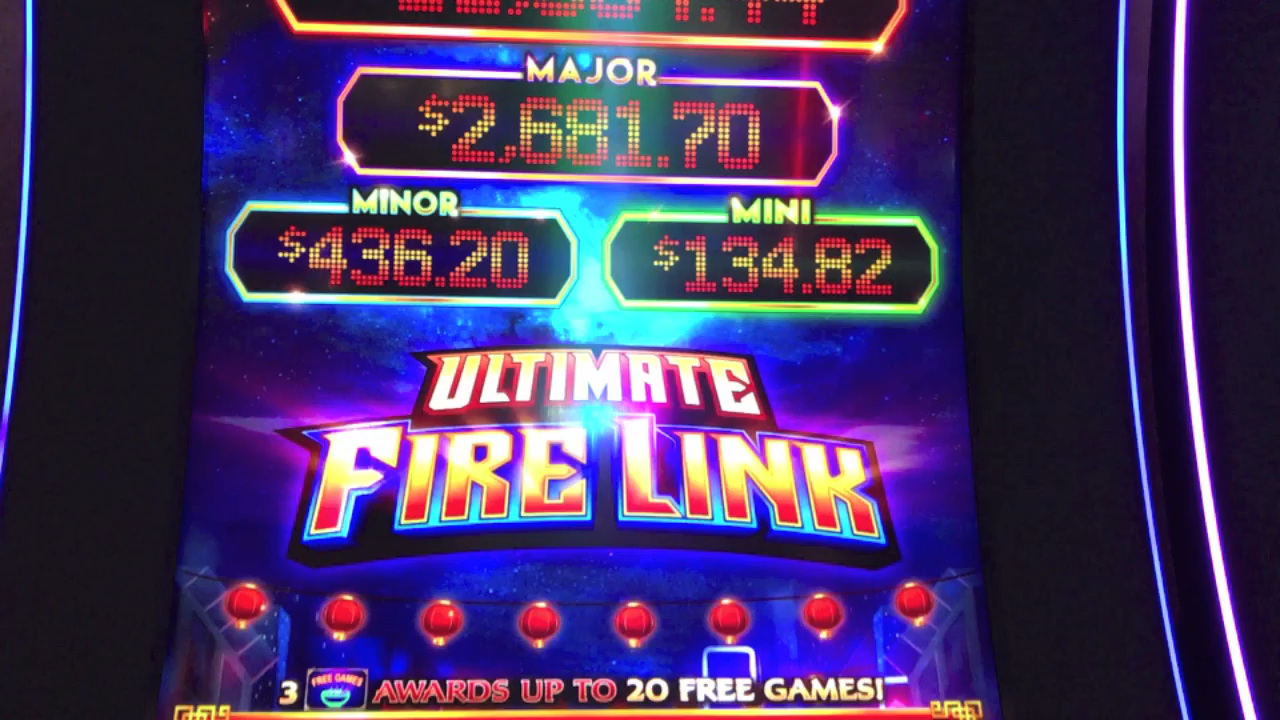 MAJOR
$2,681.70
MINOR
$436.20
MINI
$134.82
ULTIMATE
FIRE LINK
3 FREE GAMES AWARDS UP TO 20 FREE GAMES!